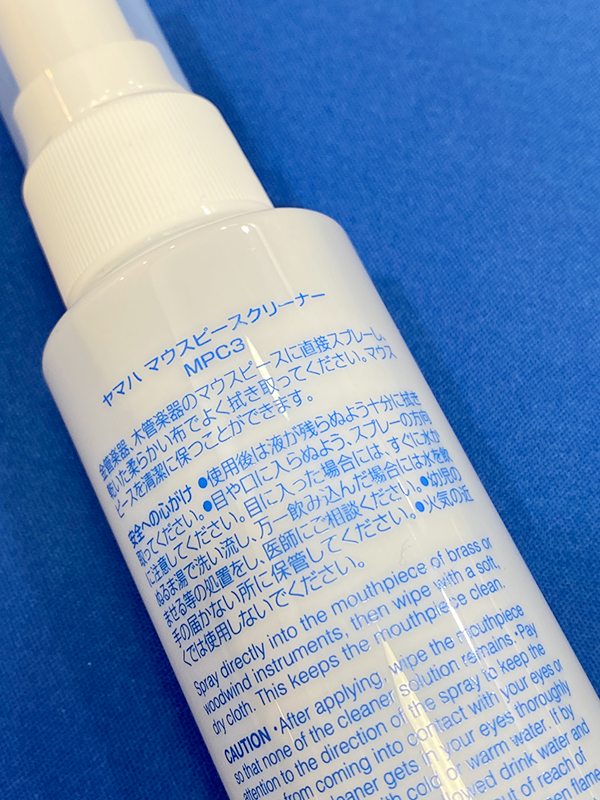 ヤマハ マウスピースクリーナー
MPC3
金管楽器、木管楽器のマウスピースに直接スプレーし、
乾いた柔らかい布でよく拭き取ってください。マウス
ピースを清潔に保つことができます。
安全への心がけ ●使用後は液が残らぬよう十分に拭き
取ってください。●目や口に入らぬよう、スプレーの方向
に注意してください。目に入った場合には、すぐに水か
ぬるま湯で洗い流し、万一飲み込んだ場合には水を飲
ませる等の処置をし、医師にご相談ください。●幼児の
手の届かない所に保管してください。●火気の近
くでは使用しないでください。
Spray directly into the mouthpiece of brass or
woodwind instruments, then wipe with a soft,
dry cloth. This keeps the mouthpiece clean.
CAUTION •After applying, wipe the mouthpiece
so that none of the cleaner solution remains. •Pay
attention to the direction of the spray to keep the
from coming into contact with your eyes or
cleaner gets in your eyes thoroughly
with cold or warm water. If by
drink water and
out of reach of
flame